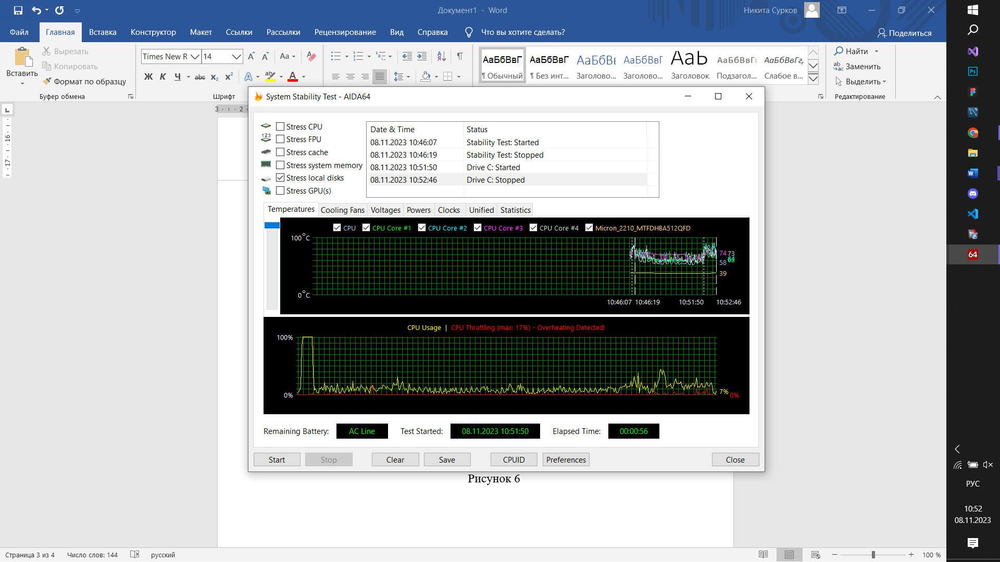 Документ1 - Word
Никита Сурков
Файл Главная Вставка Конструктор Макет Ссылки Рассылки Рецензирование Вид Справка Что вы хотите сделать? Поделиться
Вставить
Вырезать
Копировать
Формат по образцу
Буфер обмена
Times New R 14
Aa
Ж К Ч abc x₂ x² A ab A
Шрифт
АаБбВвГ АаБбВвГ АаБбВв АаБбВвГ АаЬ АаБбВвГ АаБбВвГг
¶ Обычный ¶ Без инт... Заголово... Заголово... Заголовок Подзагол... Слабое в...
Найти
Заменить
Выделить
Редактирование
3 · 2 ·
16
17
System Stability Test - AIDA64
Stress CPU
Stress FPU
Stress cache
Stress system memory
Stress local disks
Stress GPU(s)
123
Date & Time Status
08.11.2023 10:46:07 Stability Test: Started
08.11.2023 10:46:19 Stability Test: Stopped
08.11.2023 10:51:50 Drive C: Started
08.11.2023 10:52:46 Drive C: Stopped
Temperatures Cooling Fans Voltages Powers Clocks Unified Statistics
CPU CPU Core #1 CPU Core #2 CPU Core #3 CPU Core #4 Micron_2210_MTFDHBA512QFD
100°C
74 73
58
39
0°C
10:46:07 10:46:19 10:51:50 10:52:46
CPU Usage | CPU Throttling (max: 17%) - Overheating Detected!
100%
0% 7% 0%
Remaining Battery: AC Line Test Started: 08.11.2023 10:51:50 Elapsed Time: 00:00:56
Start Stop Clear Save CPUID Preferences Close
Рисунок 6
Страница 3 из 4 Число слов: 144 русский 100 %
Ps
64
РУС
10:52
08.11.2023